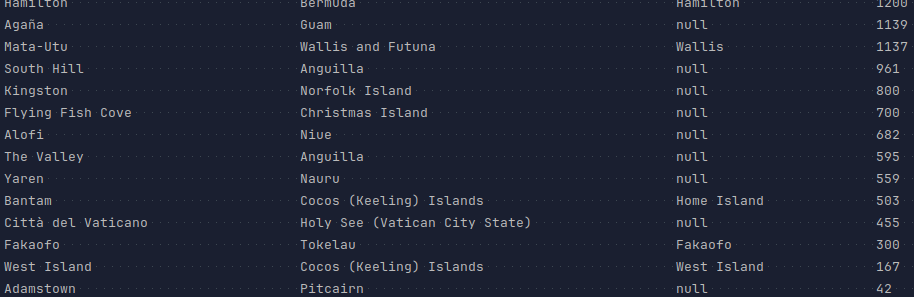 Hamilton Bermuda Hamilton 1200
Agaña Guam null 1139
Mata-Utu Wallis and Futuna Wallis 1137
South Hill Anguilla null 961
Kingston Norfolk Island null 800
Flying Fish Cove Christmas Island null 700
Alofi Niue null 682
The Valley Anguilla null 595
Yaren Nauru null 559
Bantam Cocos (Keeling) Islands Home Island 503
Città del Vaticano Holy See (Vatican City State) null 455
Fakaofo Tokelau Fakaofo 300
West Island Cocos (Keeling) Islands West Island 167
Adamstown Pitcairn null 42